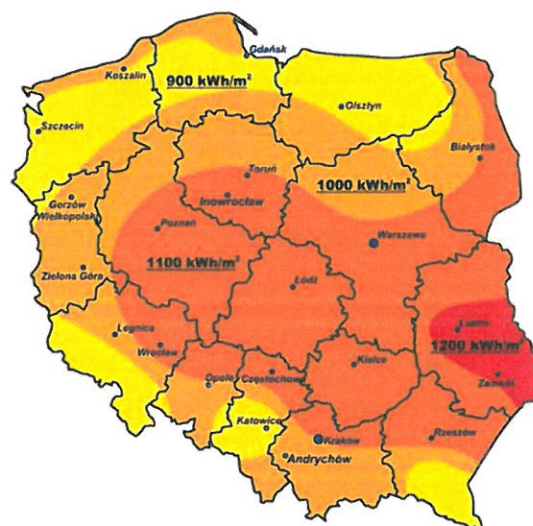 Gdańsk
Koszalin
900 kWh/m²
Olsztyn
Szczecin
Białystok
Toruń
1000 kWh/m²
Inowrocław
Gorzów
Wielkopolski
Poznań
Warszawa
1100 kWh/m²
Zielona Góra
Łódź
Lublin
Legnica
1200 kWh/m²
Wrocław
Kielce
Opole
Częstochowa
Zamość
Katowice
Kraków
Rzeszów
Andrychów